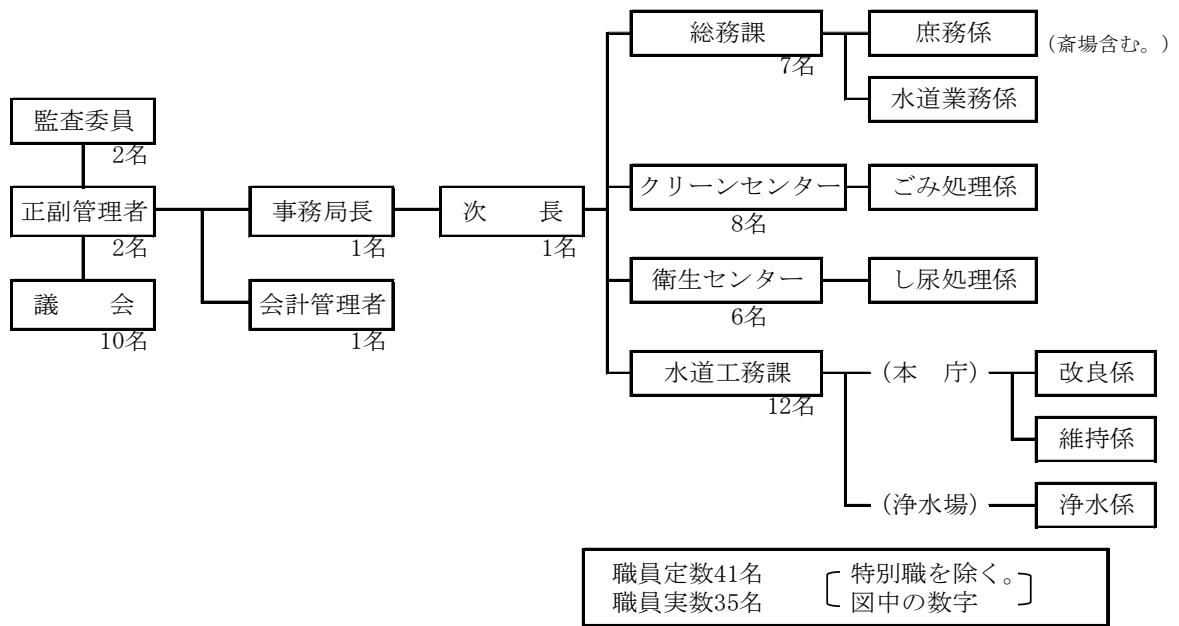 総務課
7名
庶務係
(斎場含む。)
水道業務係
監査委員
2名
正副管理者
2名
議　会
10名
事務局長
1名
会計管理者
1名
次　長
1名
クリーンセンター
8名
ごみ処理係
衛生センター
6名
し尿処理係
水道工務課
12名
(本　庁)
改良係
維持係
(浄水場)
浄水係
職員定数41名　特別職を除く。
職員実数35名　図中の数字